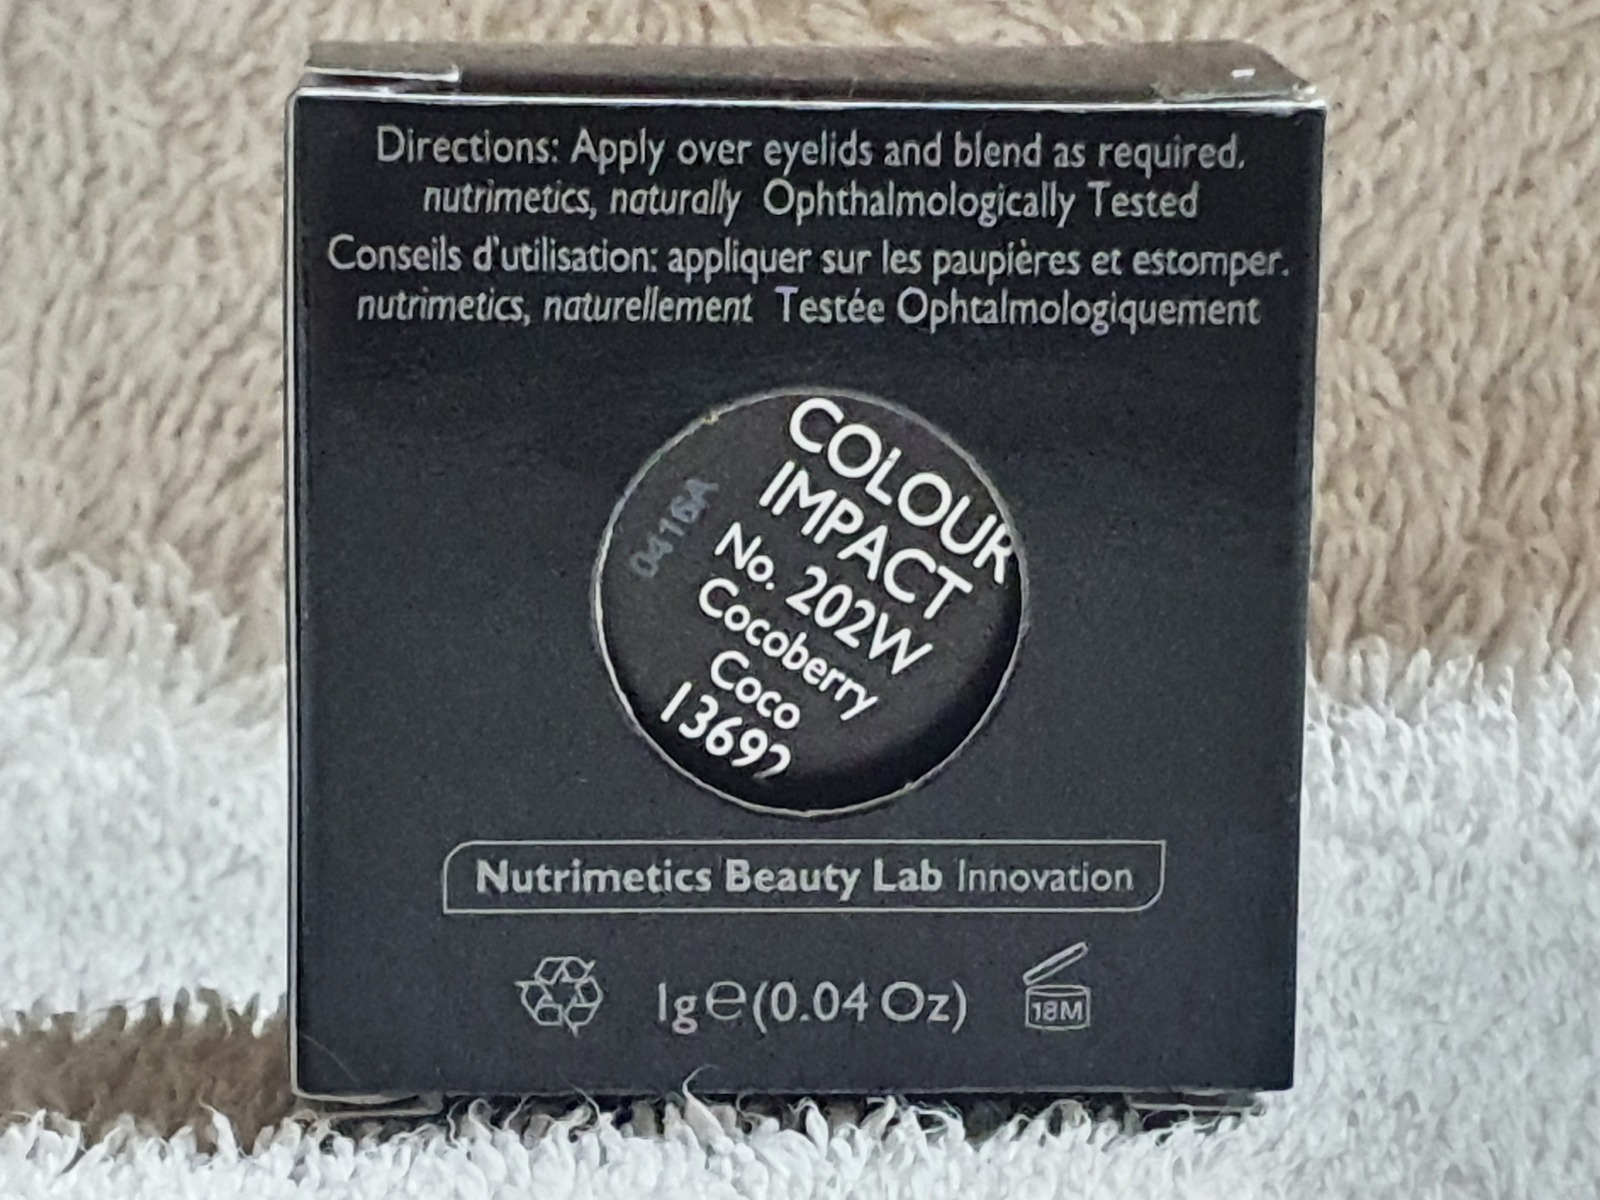 Directions: Apply over eyelids and blend as required.
nutrimetics, naturally Ophthalmologically Tested
Conseils d'utilisation: appliquer sur les paupières et estomper.
nutrimetics, naturellement Testée Ophtalmologiquement
COLOUR
IMPACT
No. 202W
Cocoberry
Coco
13692
0416A
Nutrimetics Beauty Lab Innovation
1g e (0.04 Oz)
18M